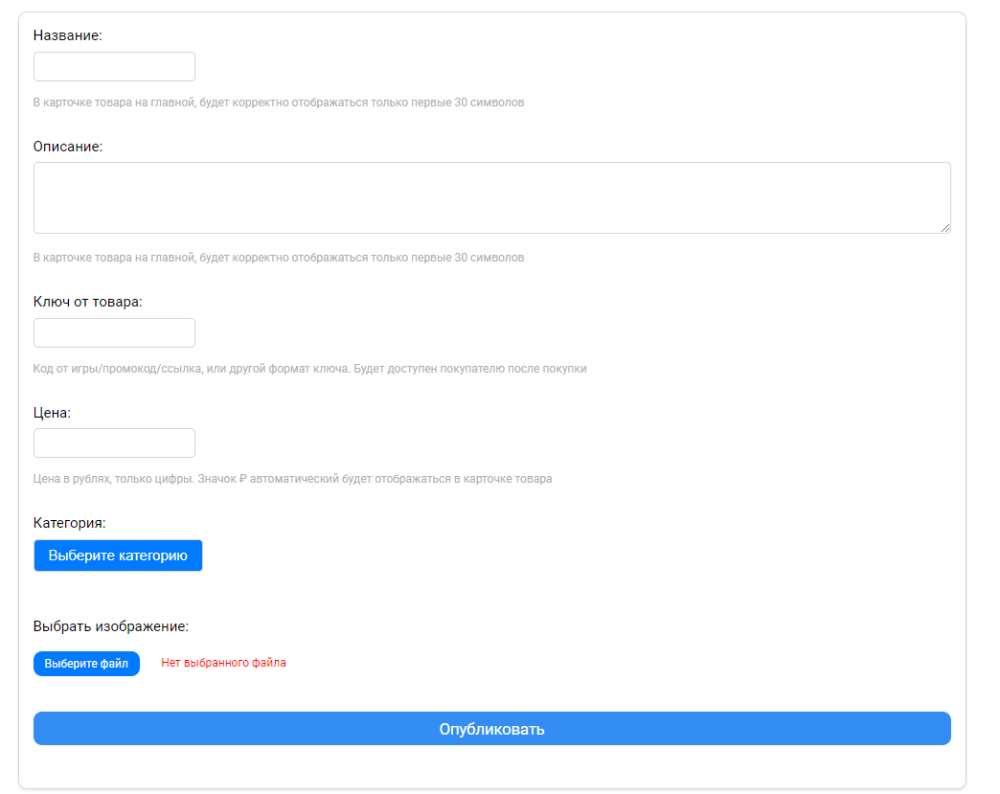 Название:
В карточке товара на главной, будет корректно отображаться только первые 30 символов
Описание:
В карточке товара на главной, будет корректно отображаться только первые 30 символов
Ключ от товара:
Код от игры/промокод/ссылка, или другой формат ключа. Будет доступен покупателю после покупки
Цена:
Цена в рублях, только цифры. Значок ₽ автоматический будет отображаться в карточке товара
Категория:
Выберите категорию
Выбрать изображение:
Выберите файл Нет выбранного файла
Опубликовать